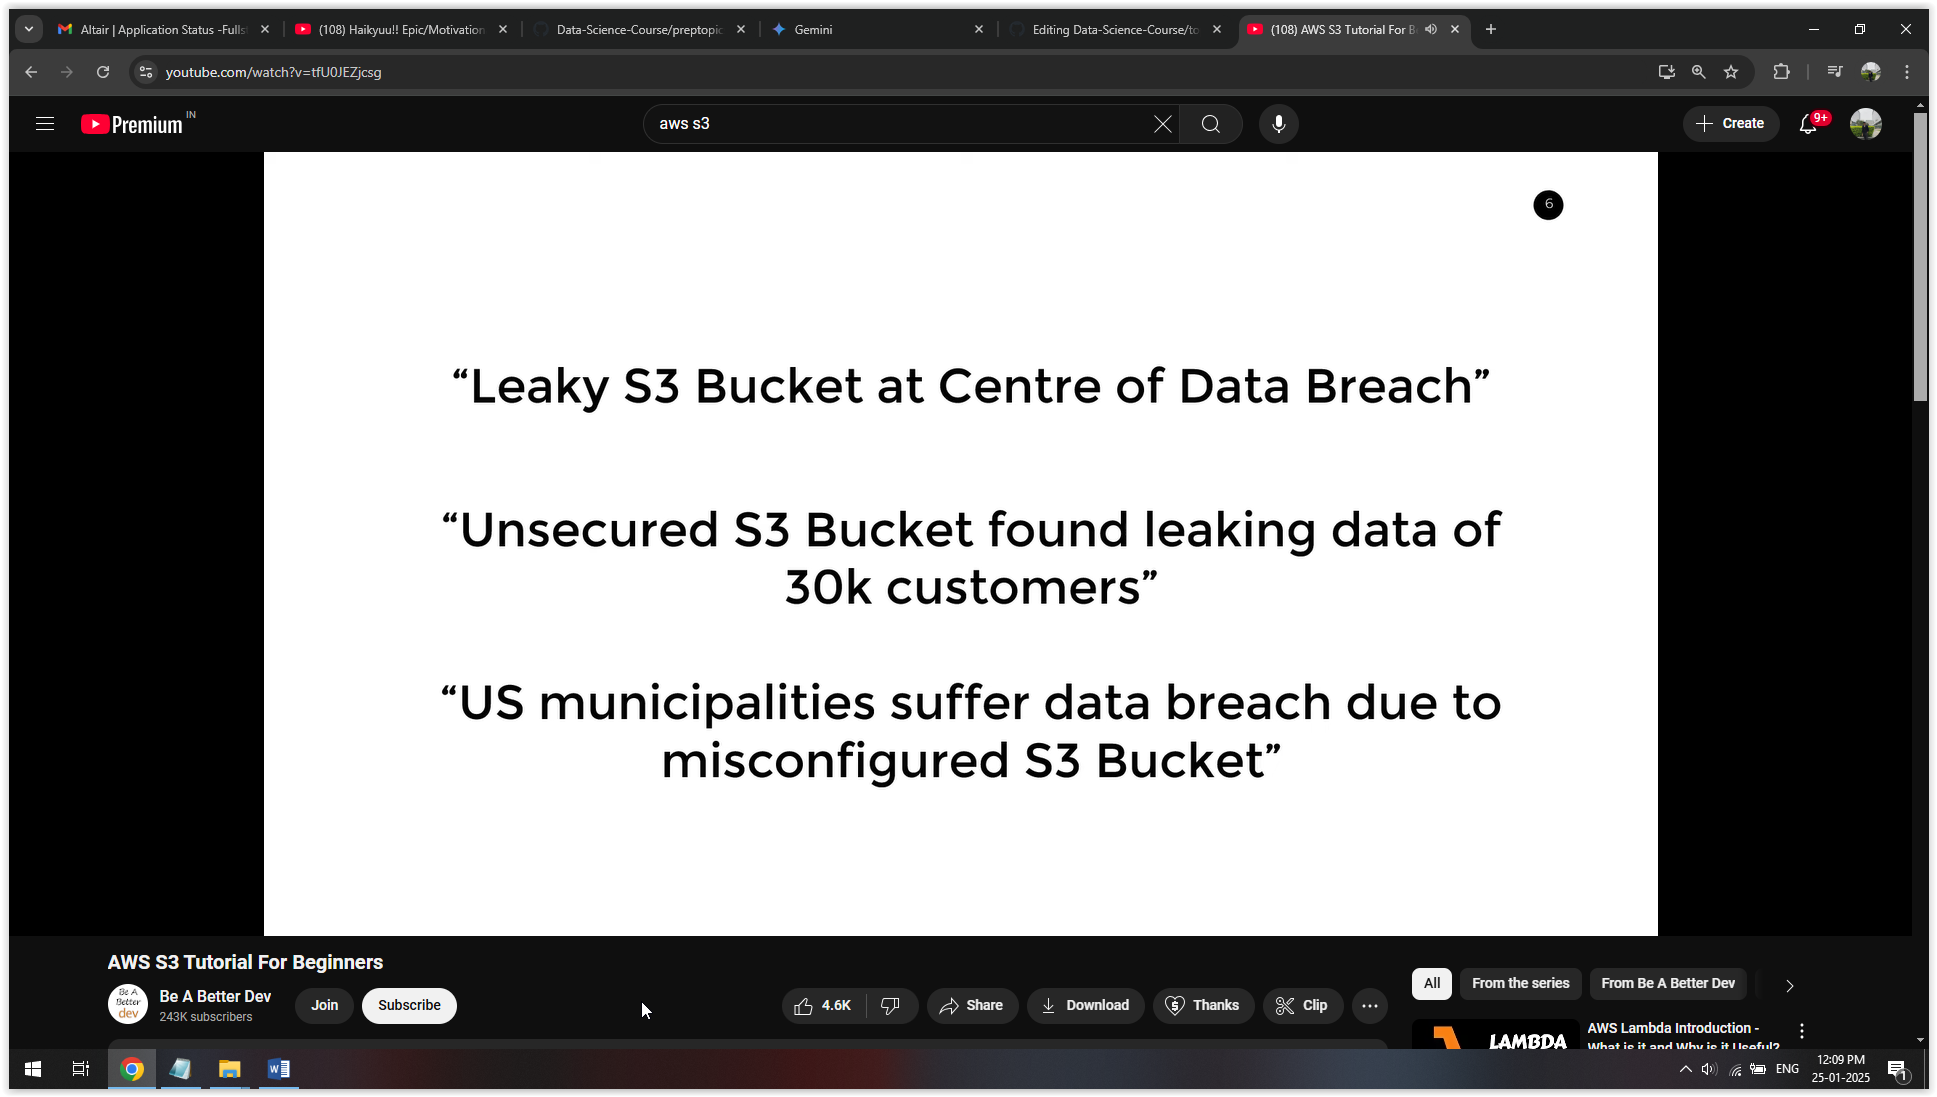 Altair | Application Status -Fulls
(108) Haikyuu!! Epic/Motivation
Data-Science-Course/preptopic
Gemini
Editing Data-Science-Course/to
(108) AWS S3 Tutorial For B
youtube.com/watch?v=tfU0JEZjcsg
Premium IN
aws s3
Create
9+
6
“Leaky S3 Bucket at Centre of Data Breach”
“Unsecured S3 Bucket found leaking data of
30k customers”
“US municipalities suffer data breach due to
misconfigured S3 Bucket”
AWS S3 Tutorial For Beginners
Be A
Better
dev
Be A Better Dev
243K subscribers
Join
Subscribe
4.6K
Share
Download
Thanks
Clip
All
From the series
From Be A Better Dev
LAMBDA
AWS Lambda Introduction -
What is it and Why is it Useful?
ENG
12:09 PM
25-01-2025
1